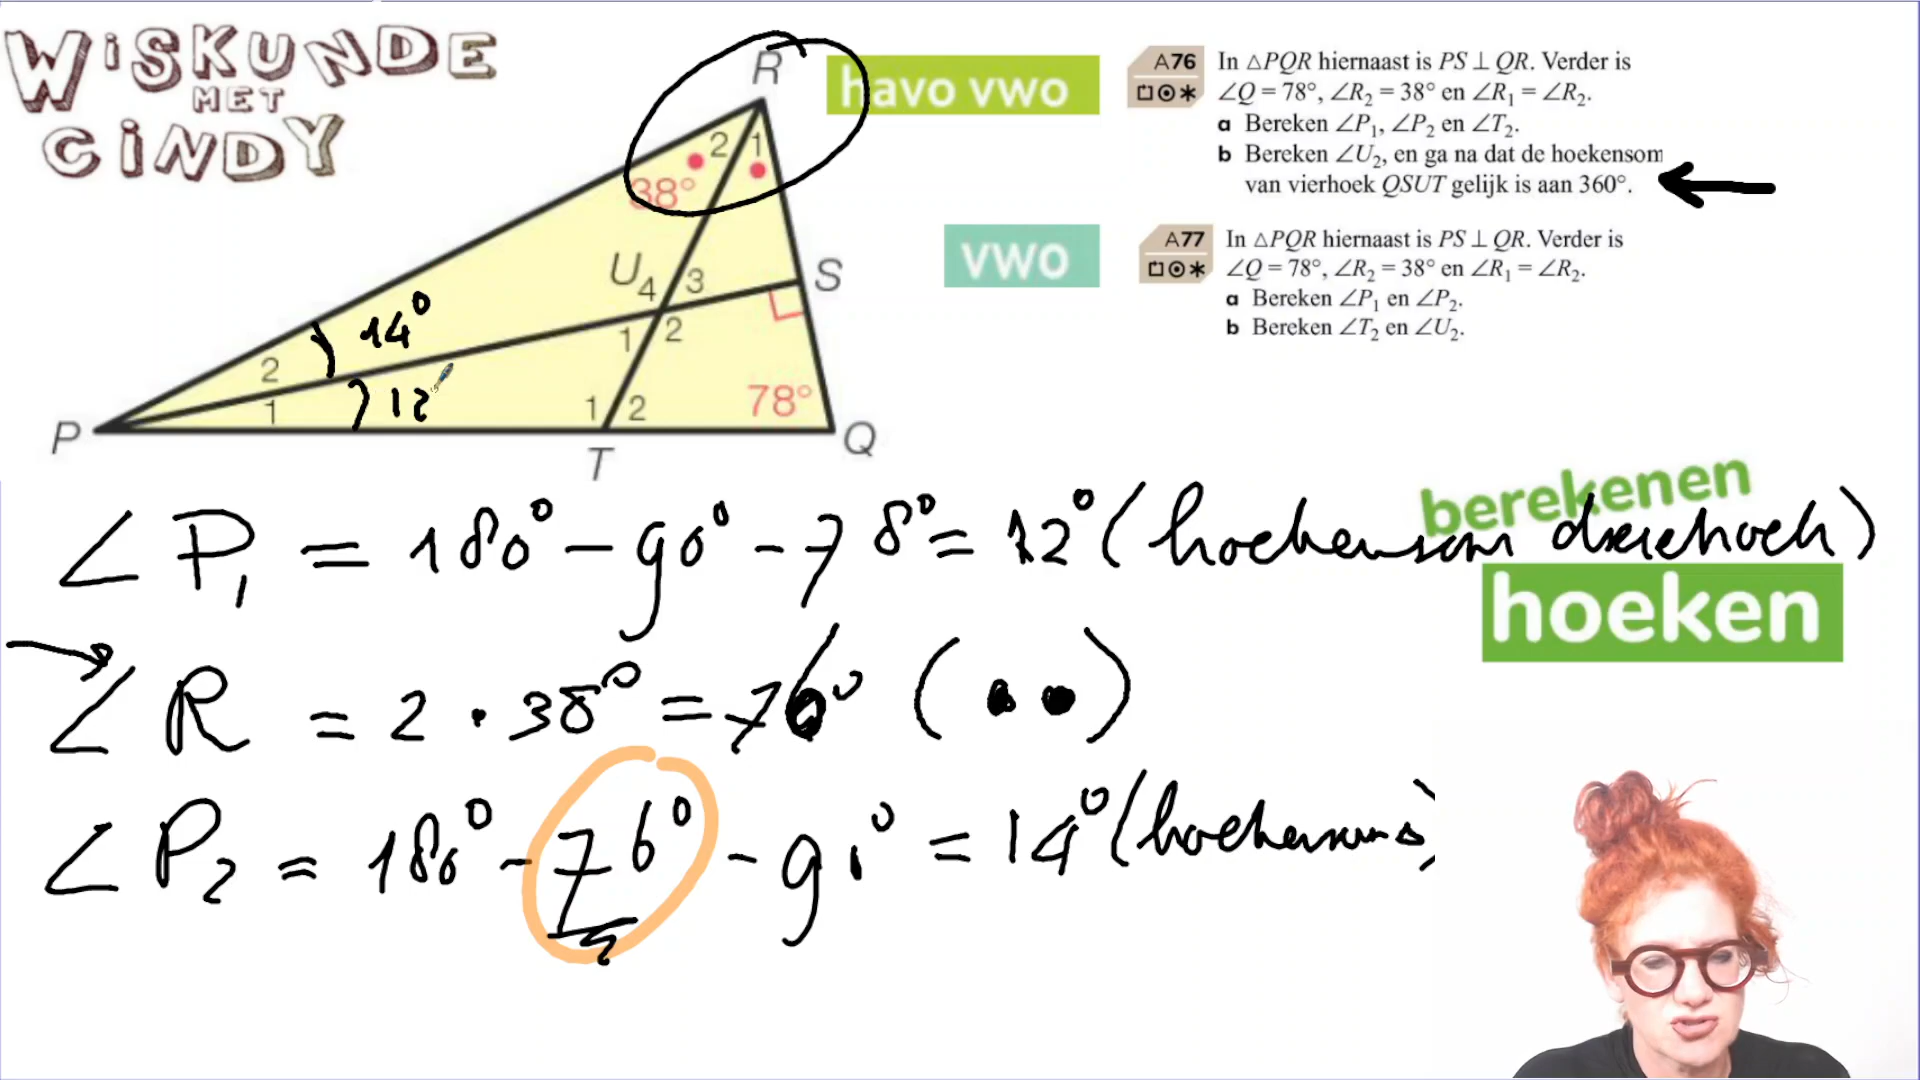 WiSKUNDE
MET
CiNDY
havo vwo
A76
In △PQR hiernaast is PS ⊥ QR. Verder is
∠Q = 78°, ∠R₂ = 38° en ∠R₁ = ∠R₂.
a Bereken ∠P₁, ∠P₂ en ∠T₂.
b Bereken ∠U₂, en ga na dat de hoekensom
van vierhoek QSUT gelijk is aan 360°.
vwo
A77
In △PQR hiernaast is PS ⊥ QR. Verder is
∠Q = 78°, ∠R₂ = 38° en ∠R₁ = ∠R₂.
a Bereken ∠P₁ en ∠P₂.
b Bereken ∠T₂ en ∠U₂.
R
2 1
38°
U 4 3
S
1 2
14°
2
12
1
1 2
78°
P
T
Q
∠P₁ = 180° - 90° - 78° = 12° (hoekensom driehoek)
berekenen
hoeken
∠R = 2 · 38° = 76° (• •)
∠P₂ = 180° - 76° - 90° = 14° (hoekensom △)